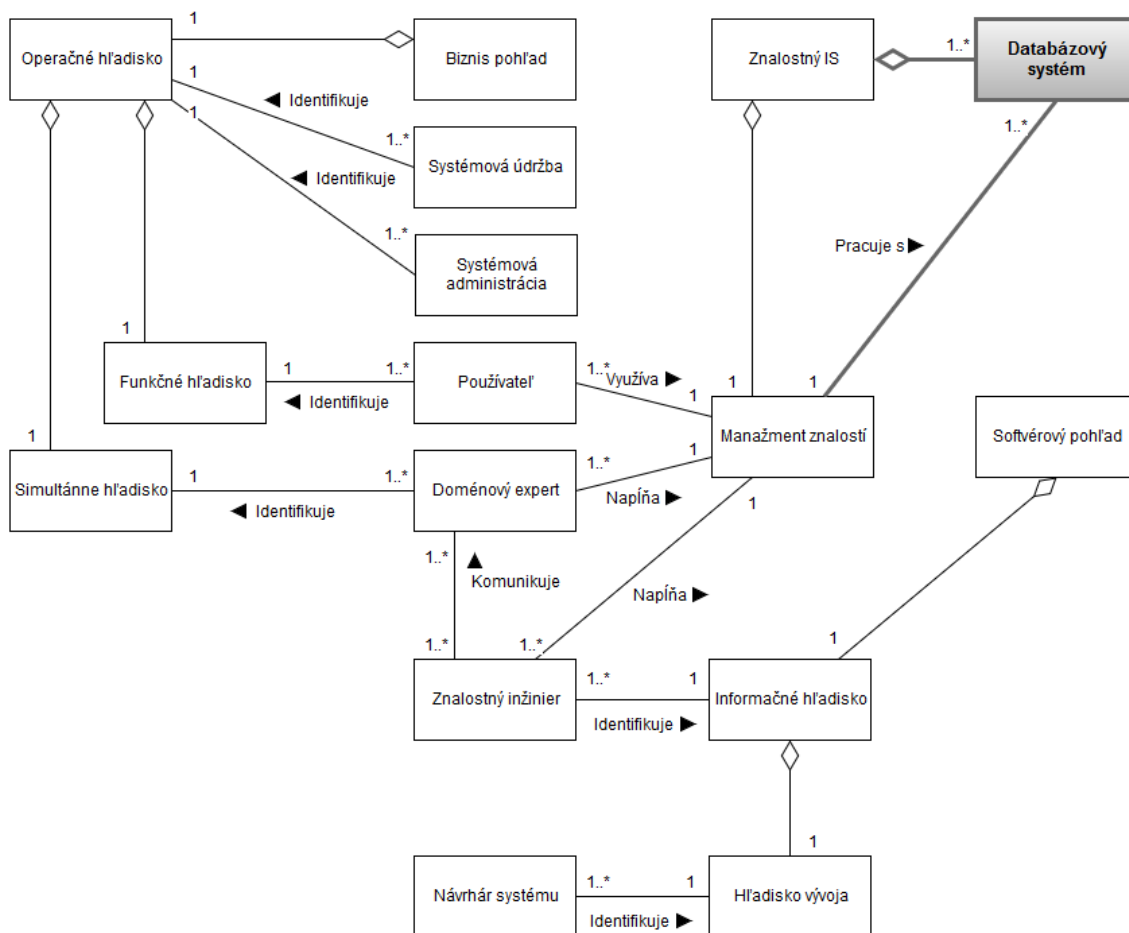 1
1..*
Operačné hľadisko
Biznis pohľad
Znalostný IS
Databázový
systém
1
◄ Identifikuje
1
1..*
1..*
Systémová údržba
◄ Identifikuje
1..*
Pracuje s ►
Systémová
administrácia
1
Funkčné hľadisko
1
1..*
Používateľ
◄ Identifikuje
1..*
Využíva ►
1
1
1
Manažment znalostí
Softvérový pohľad
1
Simultánne hľadisko
1
1..*
Doménový expert
◄ Identifikuje
1..*
1
Napĺňa ►
1
1..*
▲
Komunikuje
Napĺňa ►
1..*
1..*
1
Znalostný inžinier
1..*
1
Informačné hľadisko
Identifikuje ►
1
Návrhár systému
1..*
1
Hľadisko vývoja
Identifikuje ►